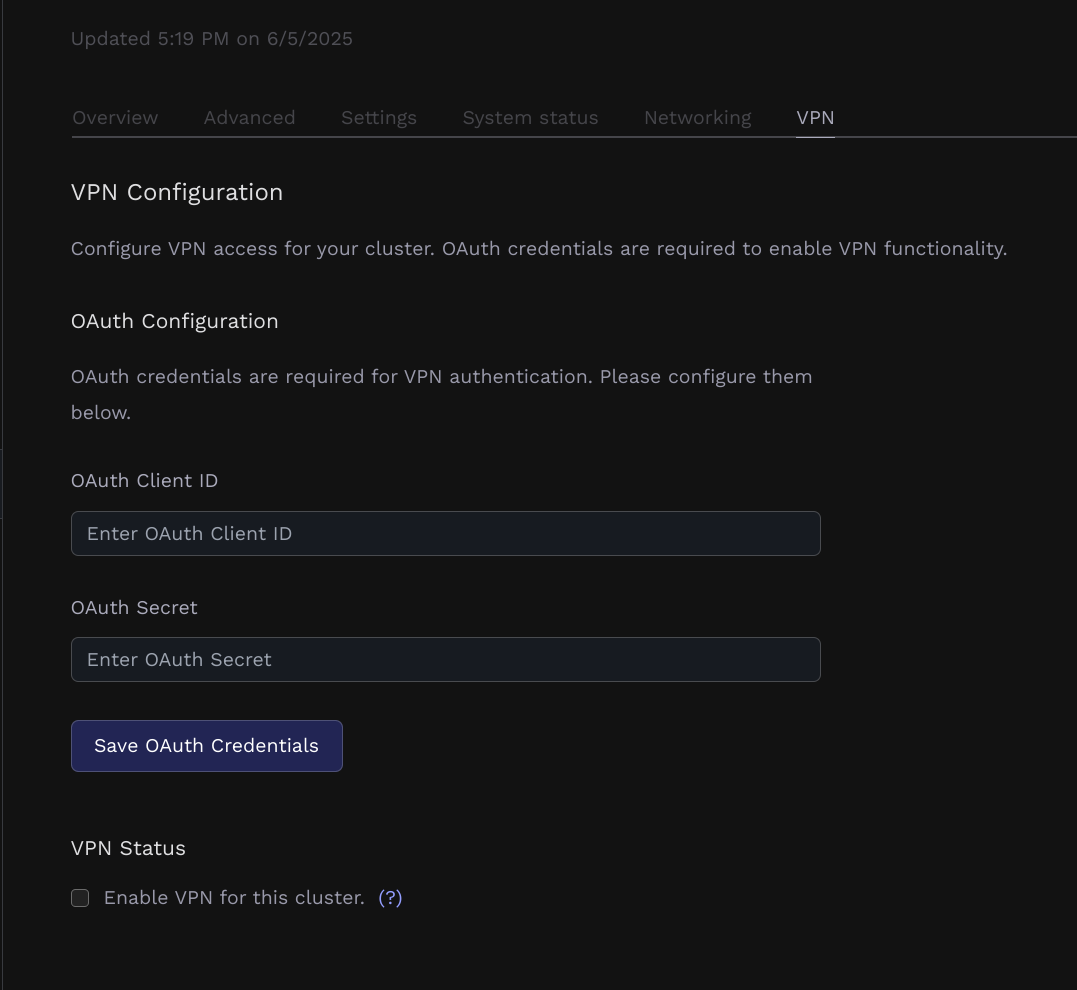 Updated 5:19 PM on 6/5/2025
Overview Advanced Settings System status Networking VPN
VPN Configuration
Configure VPN access for your cluster. OAuth credentials are required to enable VPN functionality.
OAuth Configuration
OAuth credentials are required for VPN authentication. Please configure them
below.
OAuth Client ID
Enter OAuth Client ID
OAuth Secret
Enter OAuth Secret
Save OAuth Credentials
VPN Status
Enable VPN for this cluster. (?)